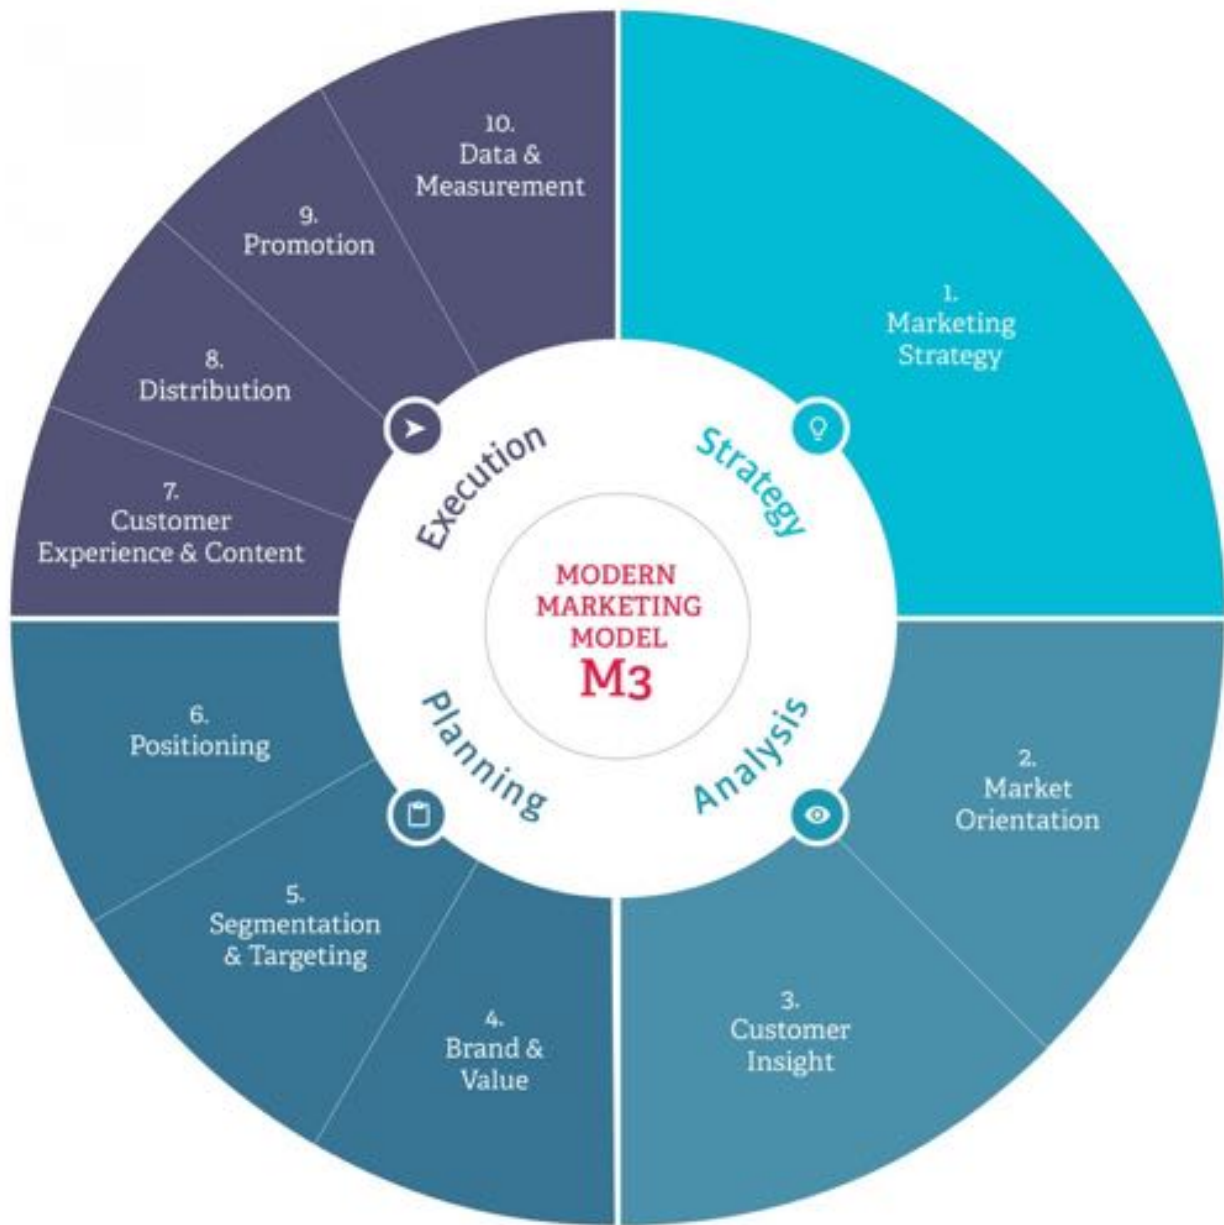 MODERN
MARKETING
MODEL
M3
Strategy
1.
Marketing
Strategy
Analysis
2.
Market
Orientation
3.
Customer
Insight
Planning
4.
Brand &
Value
5.
Segmentation
& Targeting
6.
Positioning
Execution
7.
Customer
Experience & Content
8.
Distribution
9.
Promotion
10.
Data &
Measurement